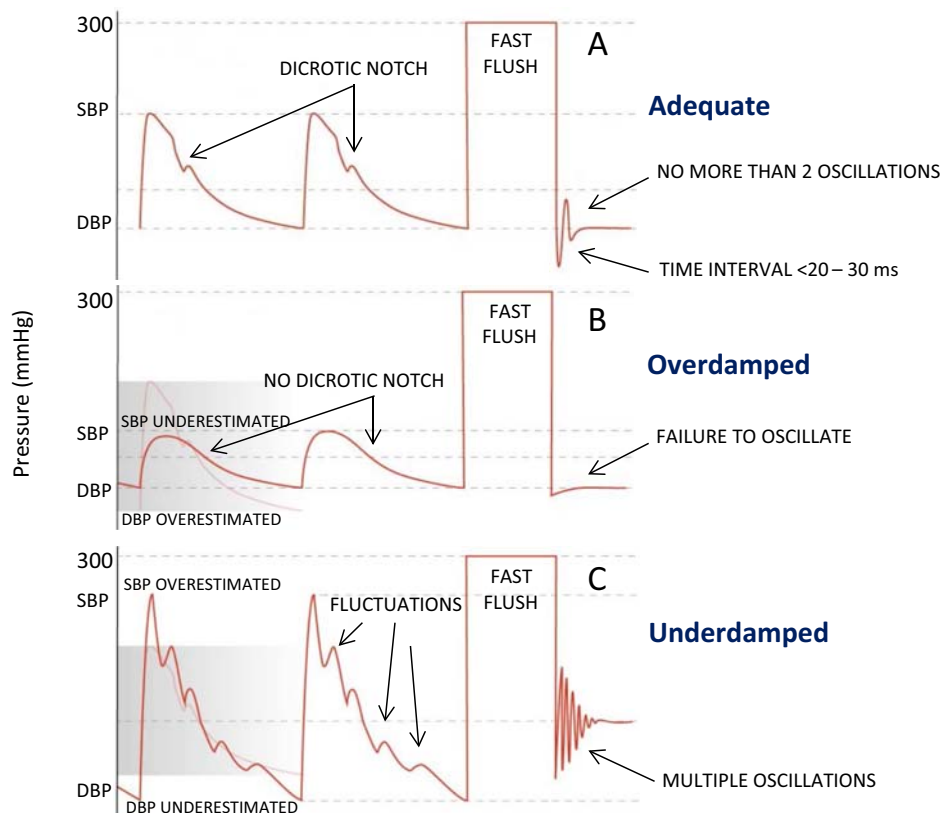 Pressure (mmHg)
300
FAST
FLUSH
A
DICROTIC NOTCH
SBP
Adequate
NO MORE THAN 2 OSCILLATIONS
DBP
TIME INTERVAL <20 – 30 ms
300
FAST
FLUSH
B
NO DICROTIC NOTCH
Overdamped
SBP UNDERESTIMATED
SBP
FAILURE TO OSCILLATE
DBP
DBP OVERESTIMATED
300
FAST
FLUSH
C
SBP OVERESTIMATED
SBP
FLUCTUATIONS
Underdamped
MULTIPLE OSCILLATIONS
DBP
DBP UNDERESTIMATED